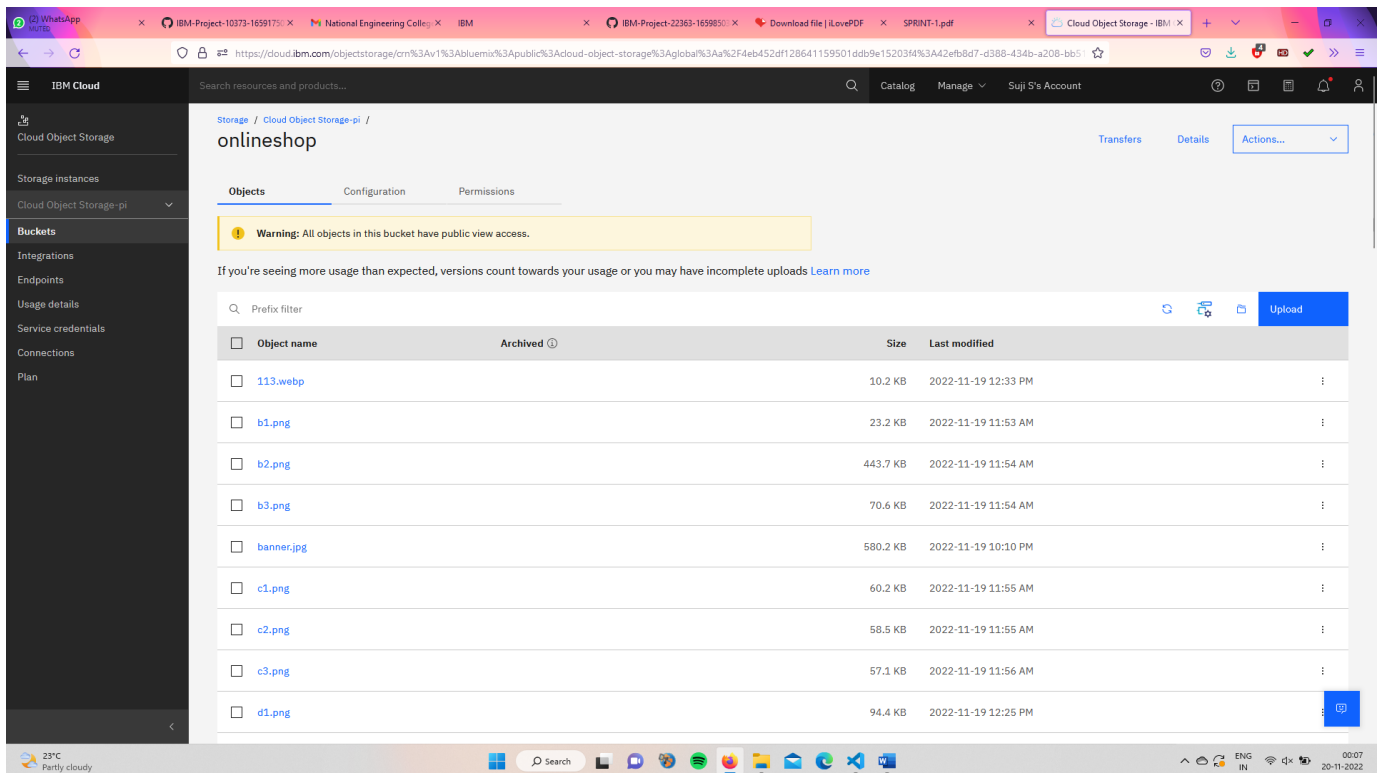 (2) WhatsApp
MUTED
IBM-Project-10373-16591750
National Engineering Colleg
IBM
IBM-Project-22363-1659850
Download file | iLovePDF
SPRINT-1.pdf
Cloud Object Storage - IBM
https://cloud.ibm.com/objectstorage/crn%3Av1%3Abluemix%3Apublic%3Acloud-object-storage%3Aglobal%3Aa%2F4eb452df128641159501ddb9e15203f4%3A42efb8d7-d388-434b-a208-bb51
4
HD
IBM Cloud
Search resources and products...
Catalog
Manage
Suji S's Account
Cloud Object Storage
Storage instances
Cloud Object Storage-pi
Buckets
Integrations
Endpoints
Usage details
Service credentials
Connections
Plan
Storage / Cloud Object Storage-pi /
onlineshop
Transfers
Details
Actions...
Objects
Configuration
Permissions
Warning: All objects in this bucket have public view access.
If you're seeing more usage than expected, versions count towards your usage or you may have incomplete uploads Learn more
Prefix filter
Upload
Object name Archived Size Last modified
113.webp 10.2 KB 2022-11-19 12:33 PM
b1.png 23.2 KB 2022-11-19 11:53 AM
b2.png 443.7 KB 2022-11-19 11:54 AM
b3.png 70.6 KB 2022-11-19 11:54 AM
banner.jpg 580.2 KB 2022-11-19 10:10 PM
c1.png 60.2 KB 2022-11-19 11:55 AM
c2.png 58.5 KB 2022-11-19 11:55 AM
c3.png 57.1 KB 2022-11-19 11:56 AM
d1.png 94.4 KB 2022-11-19 12:25 PM
23°C
Partly cloudy
Search
ENG
IN
00:07
20-11-2022